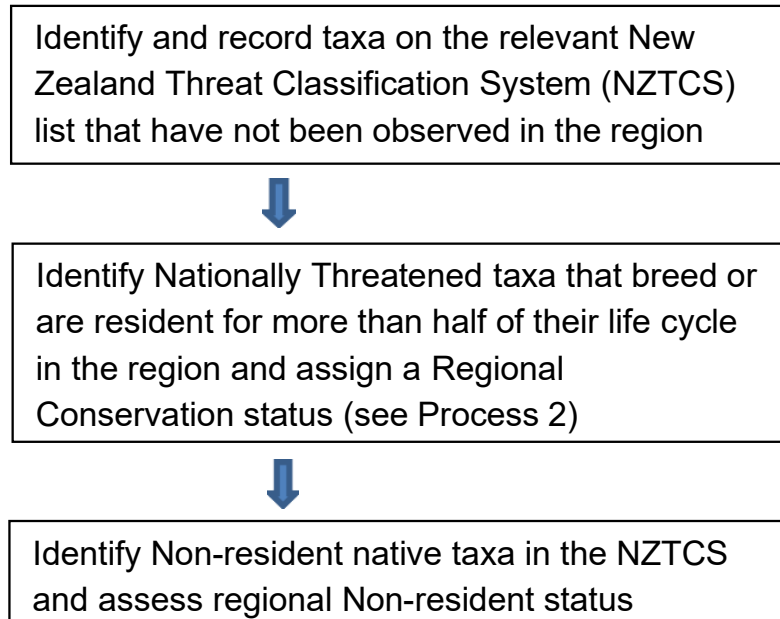 Identify and record taxa on the relevant New
Zealand Threat Classification System (NZTCS)
list that have not been observed in the region
Identify Nationally Threatened taxa that breed or
are resident for more than half of their life cycle
in the region and assign a Regional
Conservation status (see Process 2)
Identify Non-resident native taxa in the NZTCS
and assess regional Non-resident status